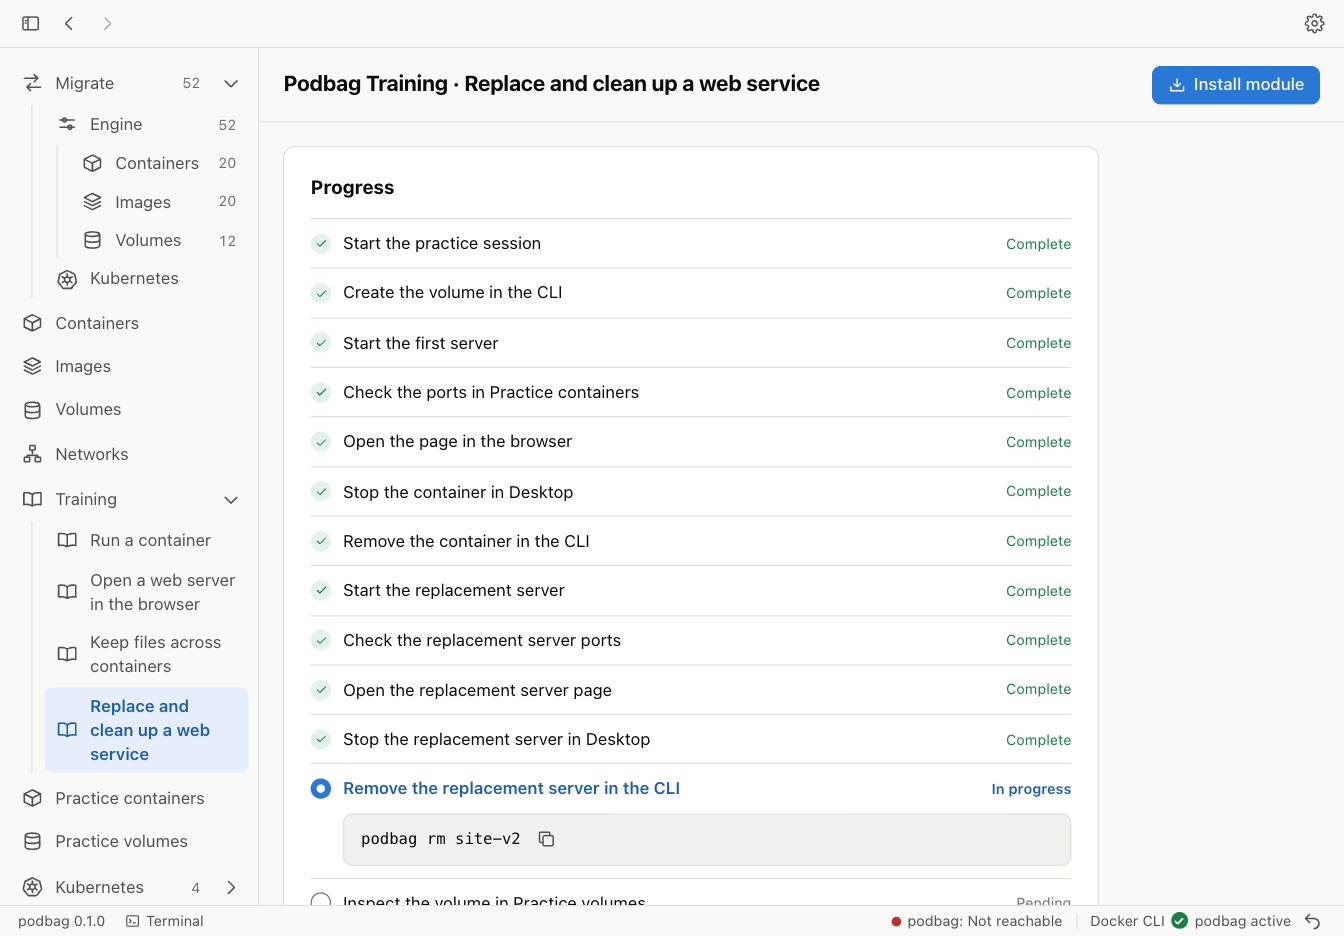 Migrate 52
Engine 52
Containers 20
Images 20
Volumes 12
Kubernetes
Containers
Images
Volumes
Networks
Training
Run a container
Open a web server
in the browser
Keep files across
containers
Replace and
clean up a web
service
Practice containers
Practice volumes
Kubernetes 4
Podbag Training · Replace and clean up a web service
Install module
Progress
Start the practice session Complete
Create the volume in the CLI Complete
Start the first server Complete
Check the ports in Practice containers Complete
Open the page in the browser Complete
Stop the container in Desktop Complete
Remove the container in the CLI Complete
Start the replacement server Complete
Check the replacement server ports Complete
Open the replacement server page Complete
Stop the replacement server in Desktop Complete
Remove the replacement server in the CLI In progress
podbag rm site-v2
Inspect the volume in Practice volumes Pending
podbag 0.1.0 Terminal podbag: Not reachable Docker CLI podbag active